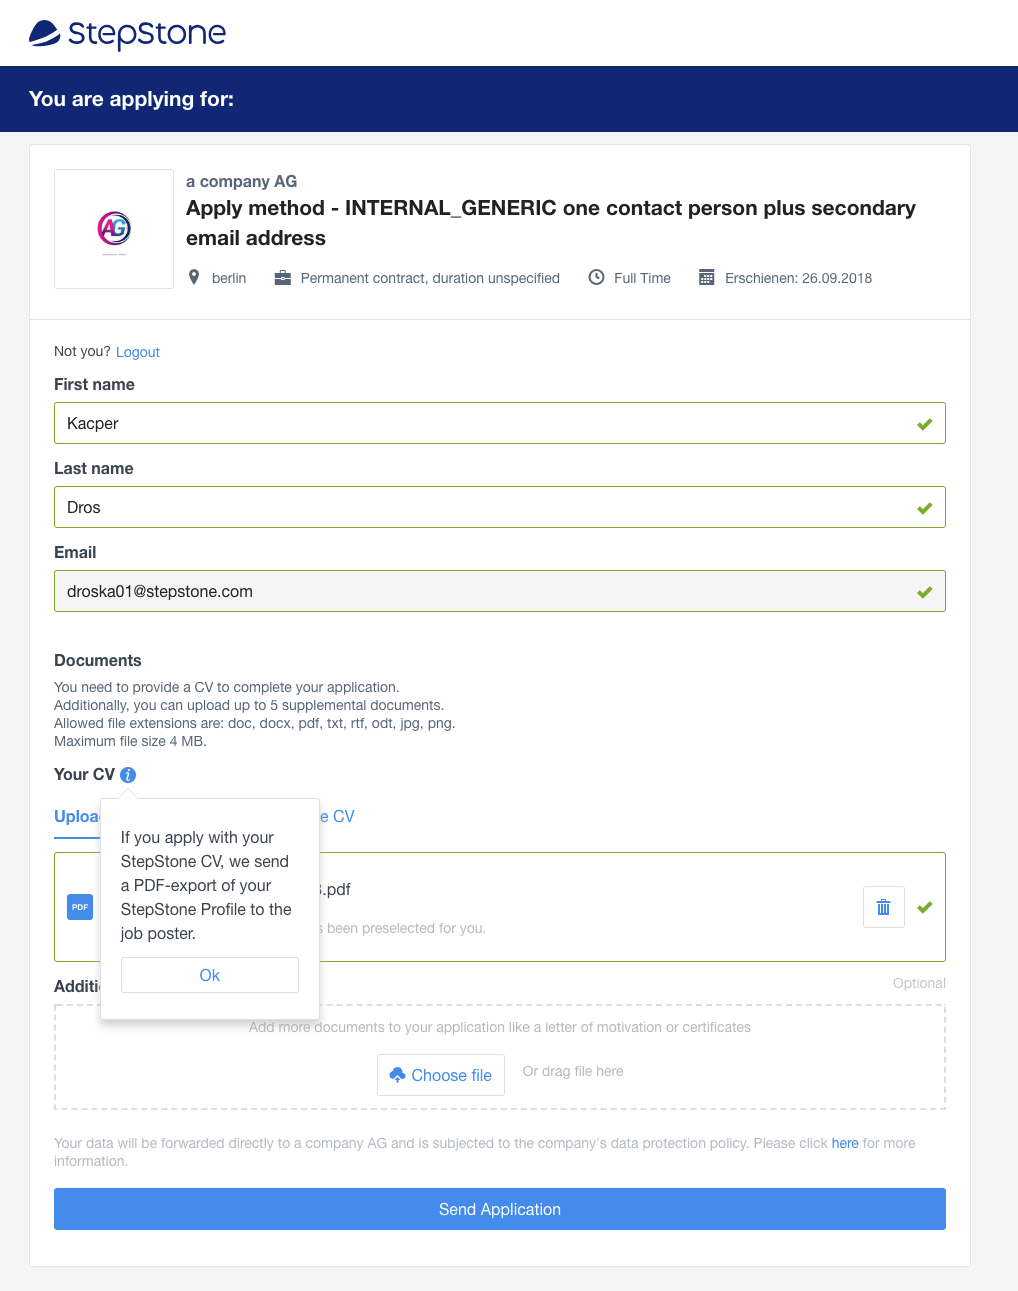 StepStone
You are applying for:
a company AG
Apply method - INTERNAL_GENERIC one contact person plus secondary
email address
berlin
Permanent contract, duration unspecified
Full Time
Erschienen: 26.09.2018
AG
Not you? Logout
First name
Kacper
Last name
Dros
Email
droska01@stepstone.com
Documents
You need to provide a CV to complete your application.
Additionally, you can upload up to 5 supplemental documents.
Allowed file extensions are: doc, docx, pdf, txt, rtf, odt, jpg, png.
Maximum file size 4 MB.
Your CV i
CV
If you apply with your
StepStone CV, we send
a PDF-export of your
StepStone Profile to the
job poster.
Ok
PDF
.pdf
been preselected for you.
Optional
Add more documents to your application like a letter of motivation or certificates
Choose file
Or drag file here
Your data will be forwarded directly to a company AG and is subjected to the company's data protection policy. Please click here for more
information.
Send Application